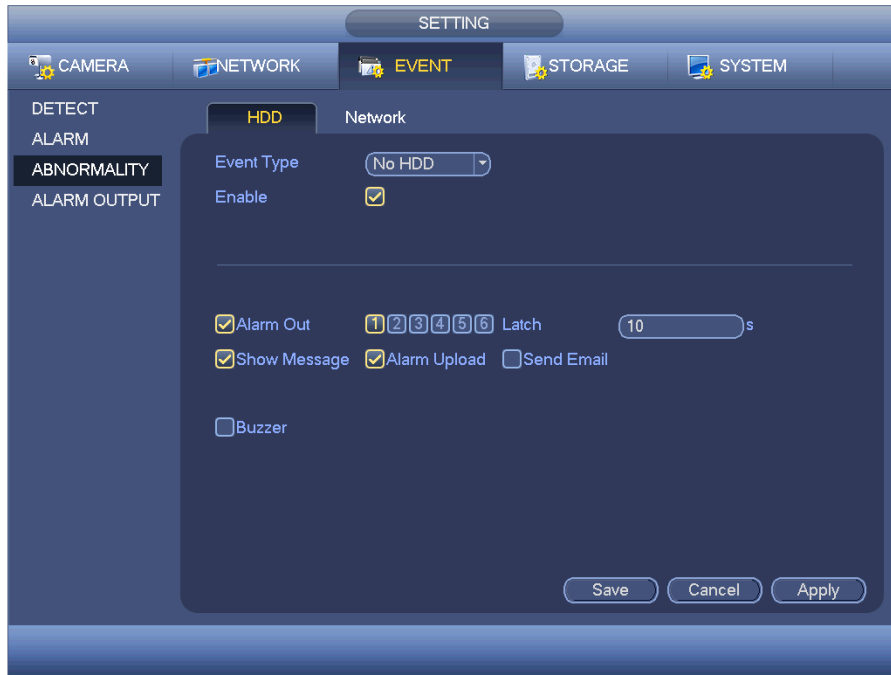 SETTING
CAMERA NETWORK EVENT STORAGE SYSTEM
DETECT
ALARM
ABNORMALITY
ALARM OUTPUT
HDD Network
Event Type No HDD
Enable
Alarm Out 1 2 3 4 5 6 Latch 10 s
Show Message Alarm Upload Send Email
Buzzer
Save Cancel Apply